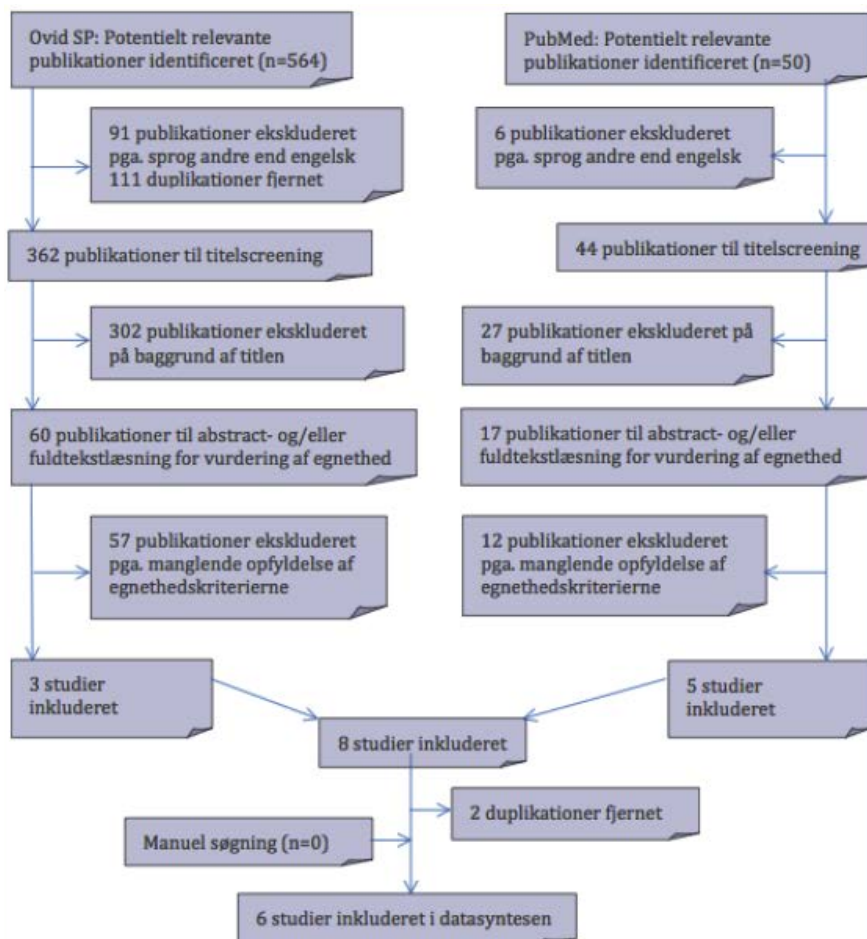 Ovid SP: Potentielt relevante
publikationer identificeret (n=564)
PubMed: Potentielt relevante
publikationer identificeret (n=50)
91 publikationer ekskluderet
pga. sprog andre end engelsk
111 duplikationer fjernet
6 publikationer ekskluderet
pga. sprog andre end engelsk
362 publikationer til titelscreening
44 publikationer til titelscreening
302 publikationer ekskluderet
på baggrund af titlen
27 publikationer ekskluderet på
baggrund af titlen
60 publikationer til abstract- og/eller
fuldtekstlæsning for vurdering af egnethed
17 publikationer til abstract- og/eller
fuldtekstlæsning for vurdering af egnethed
57 publikationer ekskluderet
pga. manglende opfyldelse af
egnethedskriterierne
12 publikationer ekskluderet
pga. manglende opfyldelse af
egnethedskriterierne
3 studier
inkluderet
5 studier
inkluderet
8 studier inkluderet
2 duplikationer fjernet
Manuel søgning (n=0)
6 studier inkluderet i datasyntesen